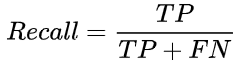 Recall = TP / TP + FN